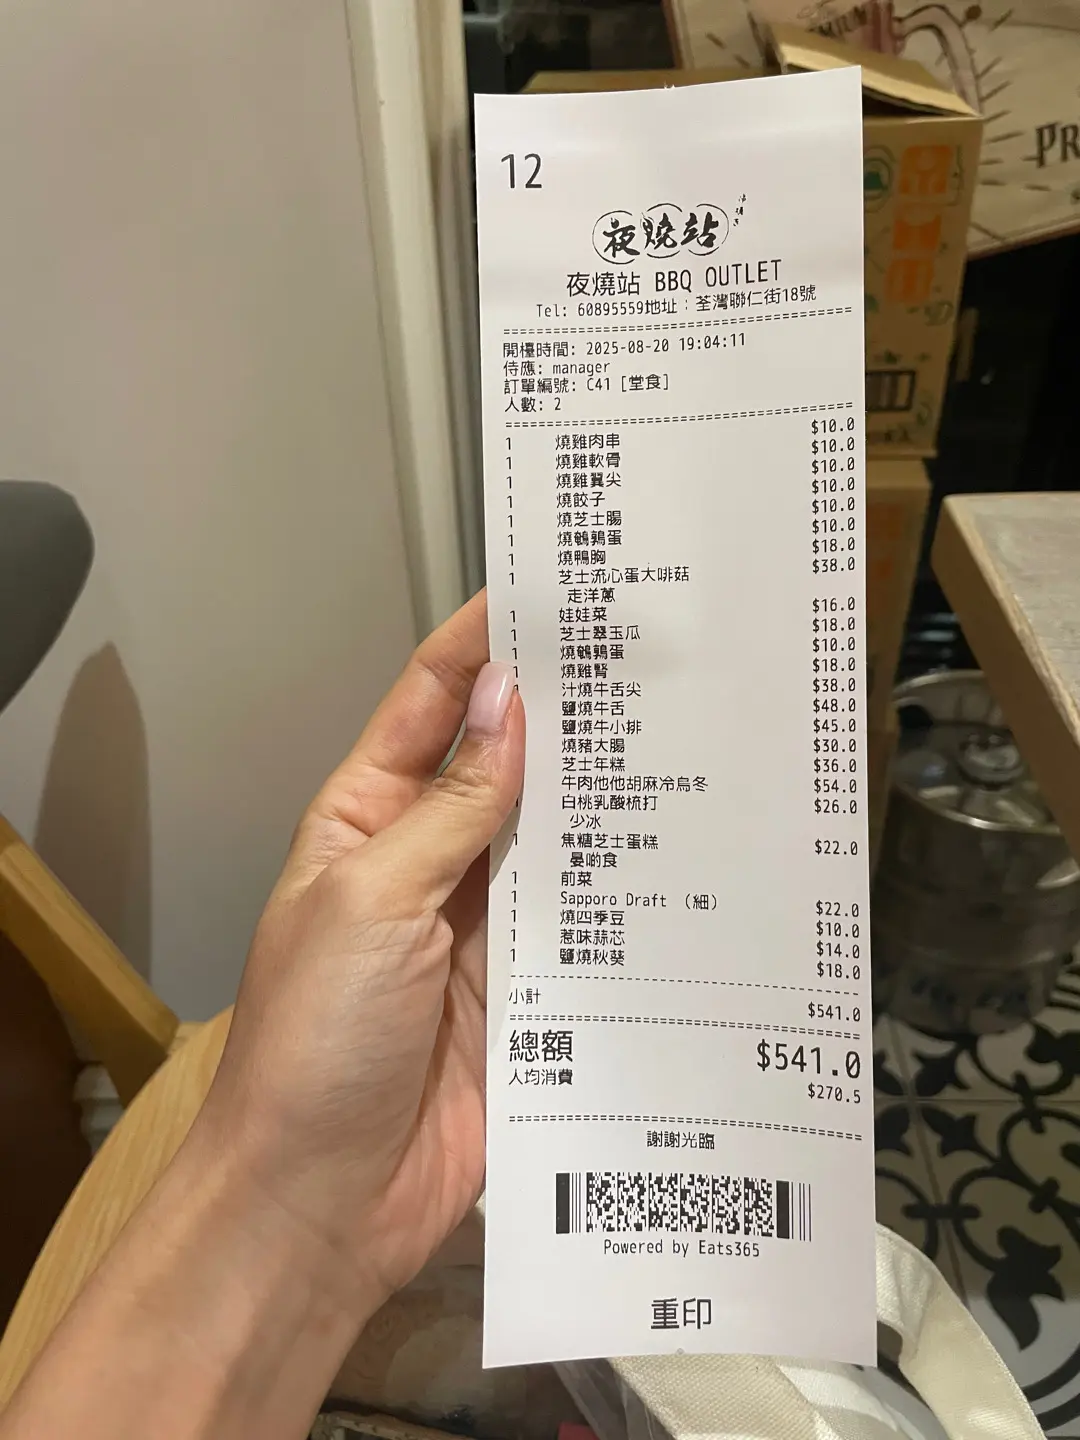 12
夜燒站
夜燒站 BBQ OUTLET
Tel: 60895559地址：荃灣聯仁街18號
開檯時間: 2025-08-20 19:04:11
侍應: manager
訂單編號: C41 [堂食]
人數: 2
1 燒雞肉串 $10.0
1 燒雞軟骨 $10.0
1 燒雞翼尖 $10.0
1 燒餃子 $10.0
1 燒芝士腸 $10.0
1 燒鵪鶉蛋 $10.0
1 燒鴨胸 $18.0
1 芝士流心蛋大啡菇 $38.0
走洋蔥
1 娃娃菜 $16.0
1 芝士翠玉瓜 $18.0
1 燒鵪鶉蛋 $10.0
1 燒雞腎 $18.0
汁燒牛舌尖 $38.0
鹽燒牛舌 $48.0
鹽燒牛小排 $45.0
燒豬大腸 $30.0
芝士年糕 $36.0
牛肉他他胡麻冷烏冬 $54.0
白桃乳酸梳打 $26.0
少冰
1 焦糖芝士蛋糕 $22.0
晏啲食
1 前菜
1 Sapporo Draft （細） $22.0
1 燒四季豆 $10.0
1 惹味蒜芯 $14.0
1 鹽燒秋葵 $18.0
小計 $541.0
總額 $541.0
人均消費 $270.5
謝謝光臨
Powered by Eats365
重印
PR